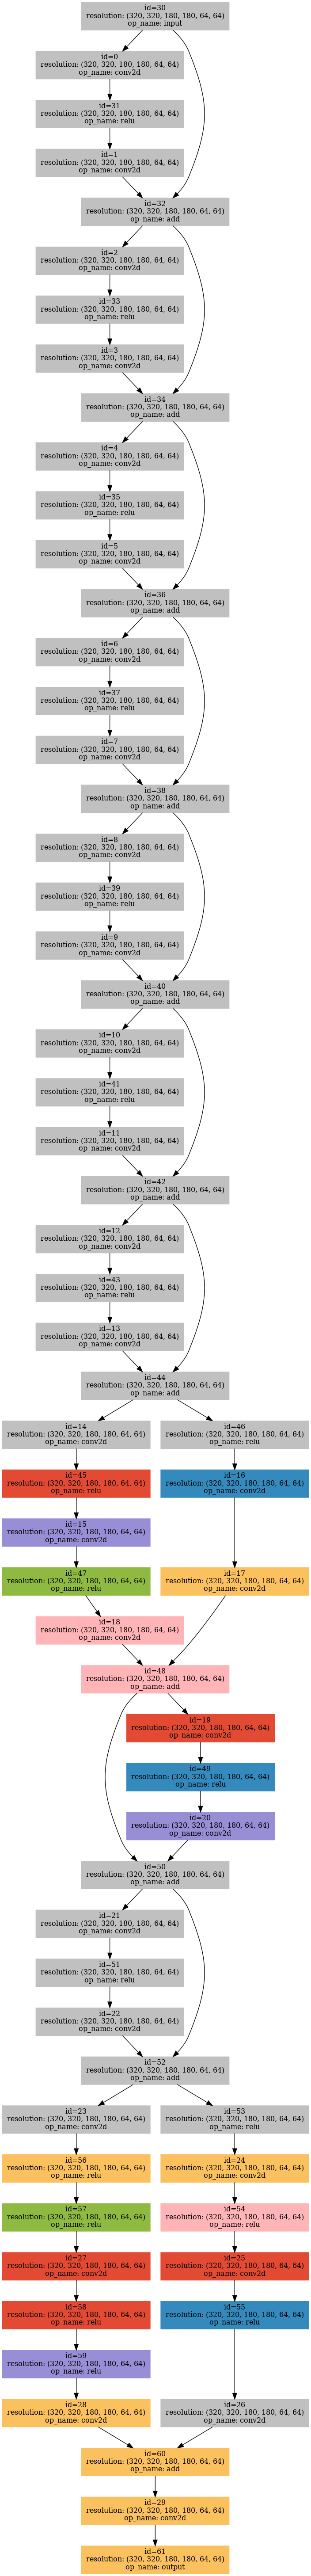 id=30
resolution: (320, 320, 180, 180, 64, 64)
op_name: input
id=0
resolution: (320, 320, 180, 180, 64, 64)
op_name: conv2d
id=31
resolution: (320, 320, 180, 180, 64, 64)
op_name: relu
id=1
resolution: (320, 320, 180, 180, 64, 64)
op_name: conv2d
id=32
resolution: (320, 320, 180, 180, 64, 64)
op_name: add
id=2
resolution: (320, 320, 180, 180, 64, 64)
op_name: conv2d
id=33
resolution: (320, 320, 180, 180, 64, 64)
op_name: relu
id=3
resolution: (320, 320, 180, 180, 64, 64)
op_name: conv2d
id=34
resolution: (320, 320, 180, 180, 64, 64)
op_name: add
id=4
resolution: (320, 320, 180, 180, 64, 64)
op_name: conv2d
id=35
resolution: (320, 320, 180, 180, 64, 64)
op_name: relu
id=5
resolution: (320, 320, 180, 180, 64, 64)
op_name: conv2d
id=36
resolution: (320, 320, 180, 180, 64, 64)
op_name: add
id=6
resolution: (320, 320, 180, 180, 64, 64)
op_name: conv2d
id=37
resolution: (320, 320, 180, 180, 64, 64)
op_name: relu
id=7
resolution: (320, 320, 180, 180, 64, 64)
op_name: conv2d
id=38
resolution: (320, 320, 180, 180, 64, 64)
op_name: add
id=8
resolution: (320, 320, 180, 180, 64, 64)
op_name: conv2d
id=39
resolution: (320, 320, 180, 180, 64, 64)
op_name: relu
id=9
resolution: (320, 320, 180, 180, 64, 64)
op_name: conv2d
id=40
resolution: (320, 320, 180, 180, 64, 64)
op_name: add
id=10
resolution: (320, 320, 180, 180, 64, 64)
op_name: conv2d
id=41
resolution: (320, 320, 180, 180, 64, 64)
op_name: relu
id=11
resolution: (320, 320, 180, 180, 64, 64)
op_name: conv2d
id=42
resolution: (320, 320, 180, 180, 64, 64)
op_name: add
id=12
resolution: (320, 320, 180, 180, 64, 64)
op_name: conv2d
id=43
resolution: (320, 320, 180, 180, 64, 64)
op_name: relu
id=13
resolution: (320, 320, 180, 180, 64, 64)
op_name: conv2d
id=44
resolution: (320, 320, 180, 180, 64, 64)
op_name: add
id=14
resolution: (320, 320, 180, 180, 64, 64)
op_name: conv2d
id=46
resolution: (320, 320, 180, 180, 64, 64)
op_name: relu
id=45
resolution: (320, 320, 180, 180, 64, 64)
op_name: relu
id=16
resolution: (320, 320, 180, 180, 64, 64)
op_name: conv2d
id=15
resolution: (320, 320, 180, 180, 64, 64)
op_name: conv2d
id=47
resolution: (320, 320, 180, 180, 64, 64)
op_name: relu
id=17
resolution: (320, 320, 180, 180, 64, 64)
op_name: conv2d
id=18
resolution: (320, 320, 180, 180, 64, 64)
op_name: conv2d
id=48
resolution: (320, 320, 180, 180, 64, 64)
op_name: add
id=19
resolution: (320, 320, 180, 180, 64, 64)
op_name: conv2d
id=49
resolution: (320, 320, 180, 180, 64, 64)
op_name: relu
id=20
resolution: (320, 320, 180, 180, 64, 64)
op_name: conv2d
id=50
resolution: (320, 320, 180, 180, 64, 64)
op_name: add
id=21
resolution: (320, 320, 180, 180, 64, 64)
op_name: conv2d
id=51
resolution: (320, 320, 180, 180, 64, 64)
op_name: relu
id=22
resolution: (320, 320, 180, 180, 64, 64)
op_name: conv2d
id=52
resolution: (320, 320, 180, 180, 64, 64)
op_name: add
id=23
resolution: (320, 320, 180, 180, 64, 64)
op_name: conv2d
id=53
resolution: (320, 320, 180, 180, 64, 64)
op_name: relu
id=56
resolution: (320, 320, 180, 180, 64, 64)
op_name: relu
id=24
resolution: (320, 320, 180, 180, 64, 64)
op_name: conv2d
id=57
resolution: (320, 320, 180, 180, 64, 64)
op_name: relu
id=54
resolution: (320, 320, 180, 180, 64, 64)
op_name: relu
id=27
resolution: (320, 320, 180, 180, 64, 64)
op_name: conv2d
id=25
resolution: (320, 320, 180, 180, 64, 64)
op_name: conv2d
id=58
resolution: (320, 320, 180, 180, 64, 64)
op_name: relu
id=55
resolution: (320, 320, 180, 180, 64, 64)
op_name: relu
id=59
resolution: (320, 320, 180, 180, 64, 64)
op_name: relu
id=28
resolution: (320, 320, 180, 180, 64, 64)
op_name: conv2d
id=26
resolution: (320, 320, 180, 180, 64, 64)
op_name: conv2d
id=60
resolution: (320, 320, 180, 180, 64, 64)
op_name: add
id=29
resolution: (320, 320, 180, 180, 64, 64)
op_name: conv2d
id=61
resolution: (320, 320, 180, 180, 64, 64)
op_name: output